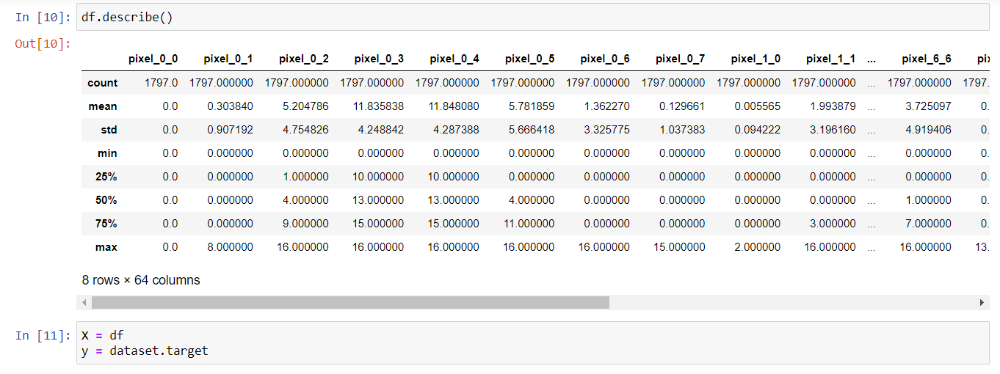 In [10]: df.describe()
Out[10]:
pixel_0_0 pixel_0_1 pixel_0_2 pixel_0_3 pixel_0_4 pixel_0_5 pixel_0_6 pixel_0_7 pixel_1_0 pixel_1_1 ... pixel_6_6 pix
count 1797.0 1797.000000 1797.000000 1797.000000 1797.000000 1797.000000 1797.000000 1797.000000 1797.000000 1797.000000 ... 1797.000000 1797.
mean 0.0 0.303840 5.204786 11.835838 11.848080 5.781859 1.362270 0.129661 0.005565 1.993879 ... 3.725097 0.
std 0.0 0.907192 4.754826 4.248842 4.287388 5.666418 3.325775 1.037383 0.094222 3.196160 ... 4.919406 0.
min 0.0 0.000000 0.000000 0.000000 0.000000 0.000000 0.000000 0.000000 0.000000 0.000000 ... 0.000000 0.
25% 0.0 0.000000 1.000000 10.000000 10.000000 0.000000 0.000000 0.000000 0.000000 0.000000 ... 0.000000 0.
50% 0.0 0.000000 4.000000 13.000000 13.000000 4.000000 0.000000 0.000000 0.000000 0.000000 ... 1.000000 0.
75% 0.0 0.000000 9.000000 15.000000 15.000000 11.000000 0.000000 0.000000 0.000000 3.000000 ... 7.000000 0.
max 0.0 8.000000 16.000000 16.000000 16.000000 16.000000 16.000000 15.000000 2.000000 16.000000 ... 16.000000 13.
8 rows × 64 columns
In [11]: X = df
y = dataset.target